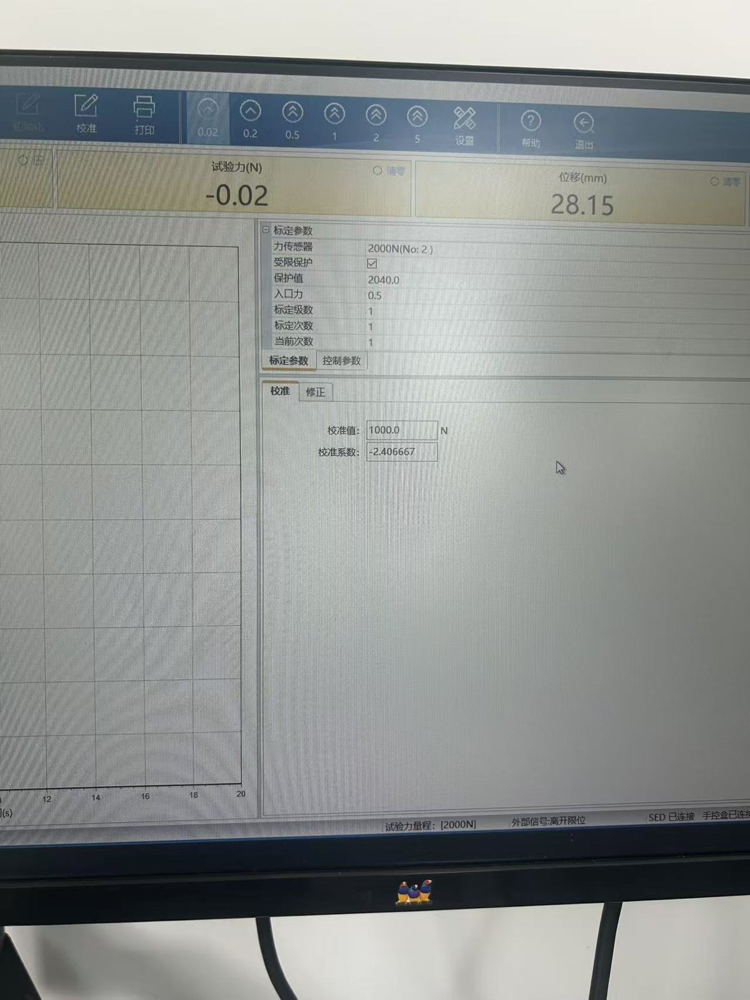 初始化 校准 打印 0.02 0.2 0.5 1 2 5 设置 帮助 退出
试验力(N) 清零 位移(mm) 清零
-0.02 28.15
标定参数
力传感器 2000N(No: 2 )
受限保护
保护值 2040.0
入口力 0.5
标定级数 1
标定次数 1
当前次数 1
标定参数 控制参数
校准 修正
校准值: 1000.0 N
校准系数: -2.406667
12 14 16 18 20
(s)
试验力量程: [2000N] 外部信号:离开限位 SED 已连接 手控盒已连接